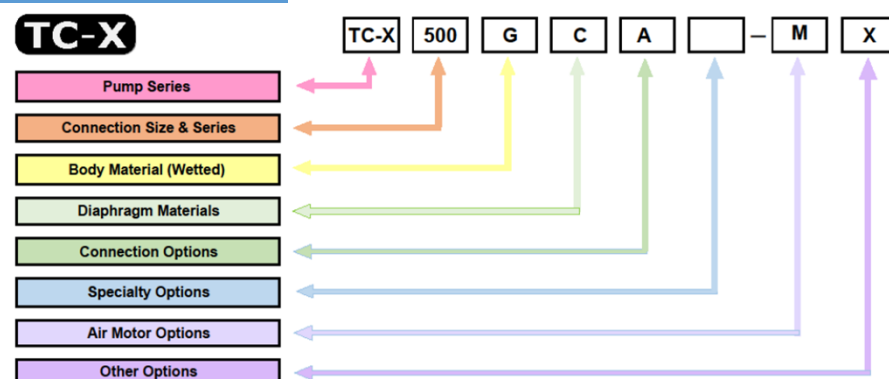 TC-X
TC-X 500 G C A – M X
Pump Series
Connection Size & Series
Body Material (Wetted)
Diaphragm Materials
Connection Options
Specialty Options
Air Motor Options
Other Options